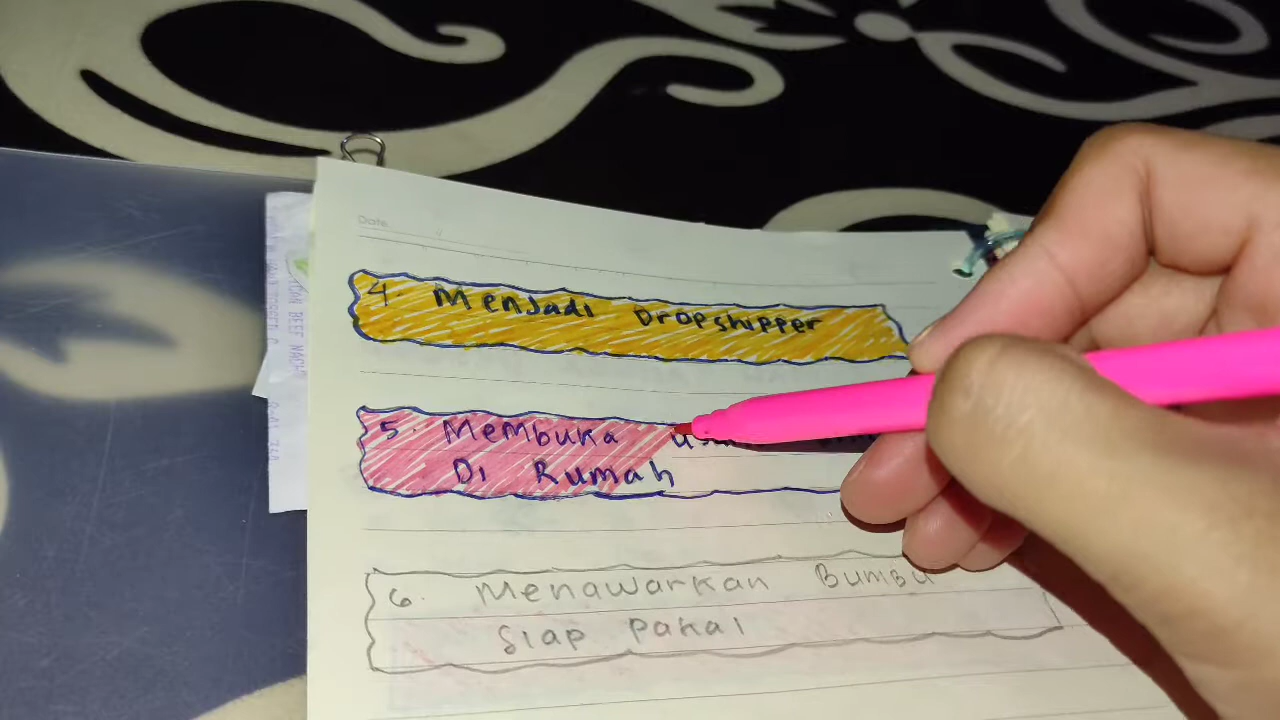 Date
4. Menjadi Dropshipper
5. Membuka
Di Rumah
6. Menawarkan Bumbu
Siap Pakai